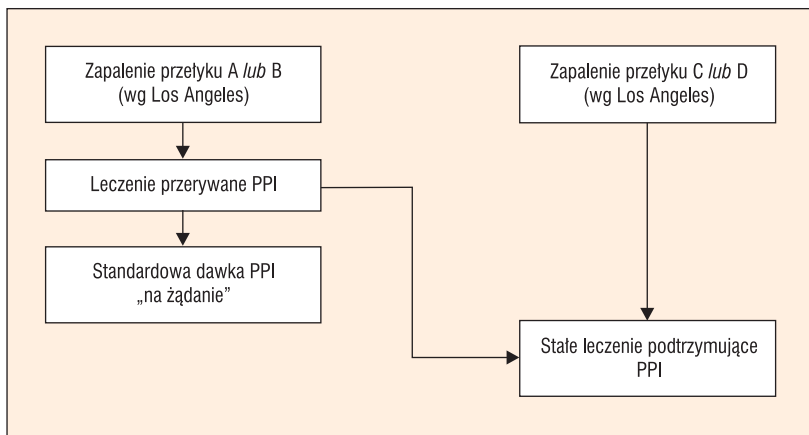 Zapalenie przełyku A lub B
(wg Los Angeles)
Leczenie przerywane PPI
Standardowa dawka PPI
„na żądanie”
Zapalenie przełyku C lub D
(wg Los Angeles)
Stałe leczenie podtrzymujące
PPI